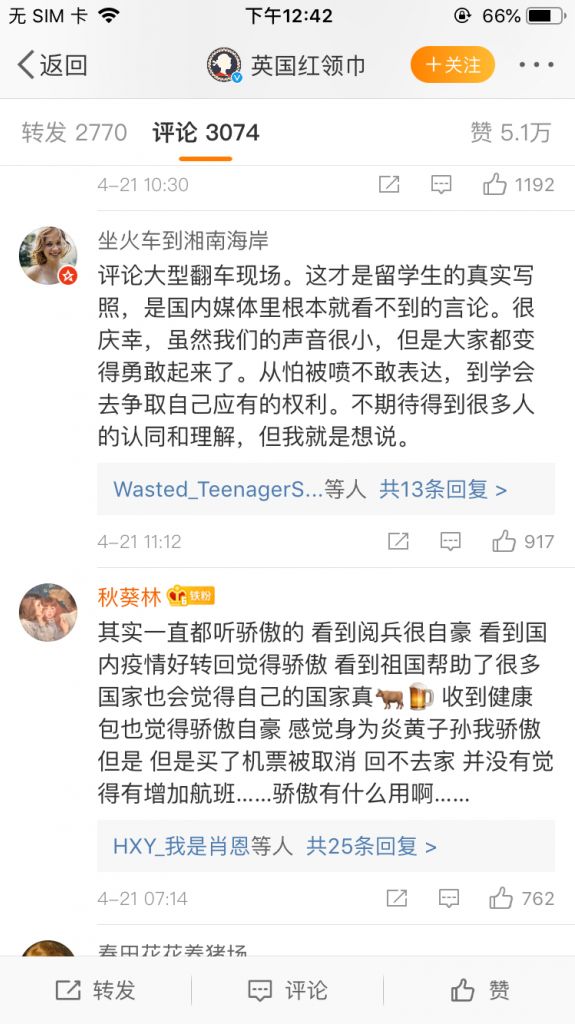 无 SIM 卡 下午12:42 66%
返回 英国红领巾 +关注
转发 2770 评论 3074 赞 5.1万
4-21 10:30 1192
坐火车到湘南海岸
评论大型翻车现场。这才是留学生的真实写
照，是国内媒体里根本就看不到的言论。很
庆幸，虽然我们的声音很小，但是大家都变
得勇敢起来了。从怕被喷不敢表达，到学会
去争取自己应有的权利。不期待得到很多人
的认同和理解，但我就是想说。
Wasted_TeenagerS...等人 共13条回复 >
4-21 11:12 917
秋葵林 铁粉
其实一直都听骄傲的 看到阅兵很自豪 看到国
内疫情好转回觉得骄傲 看到祖国帮助了很多
国家也会觉得自己的国家真🐂🍺 收到健康
包也觉得骄傲自豪 感觉身为炎黄子孙我骄傲
但是 但是买了机票被取消 回不去家 并没有觉
得有增加航班......骄傲有什么用啊......
HXY_我是肖恩等人 共25条回复 >
4-21 07:14 762
春田花花养猪场
转发 评论 赞